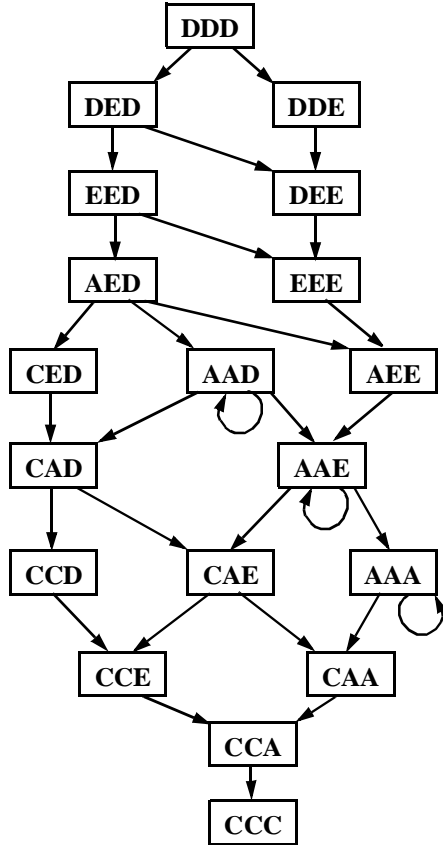 DDD
DED DDE
EED DEE
AED EEE
CED AAD AEE
CAD AAE
CCD CAE AAA
CCE CAA
CCA
CCC